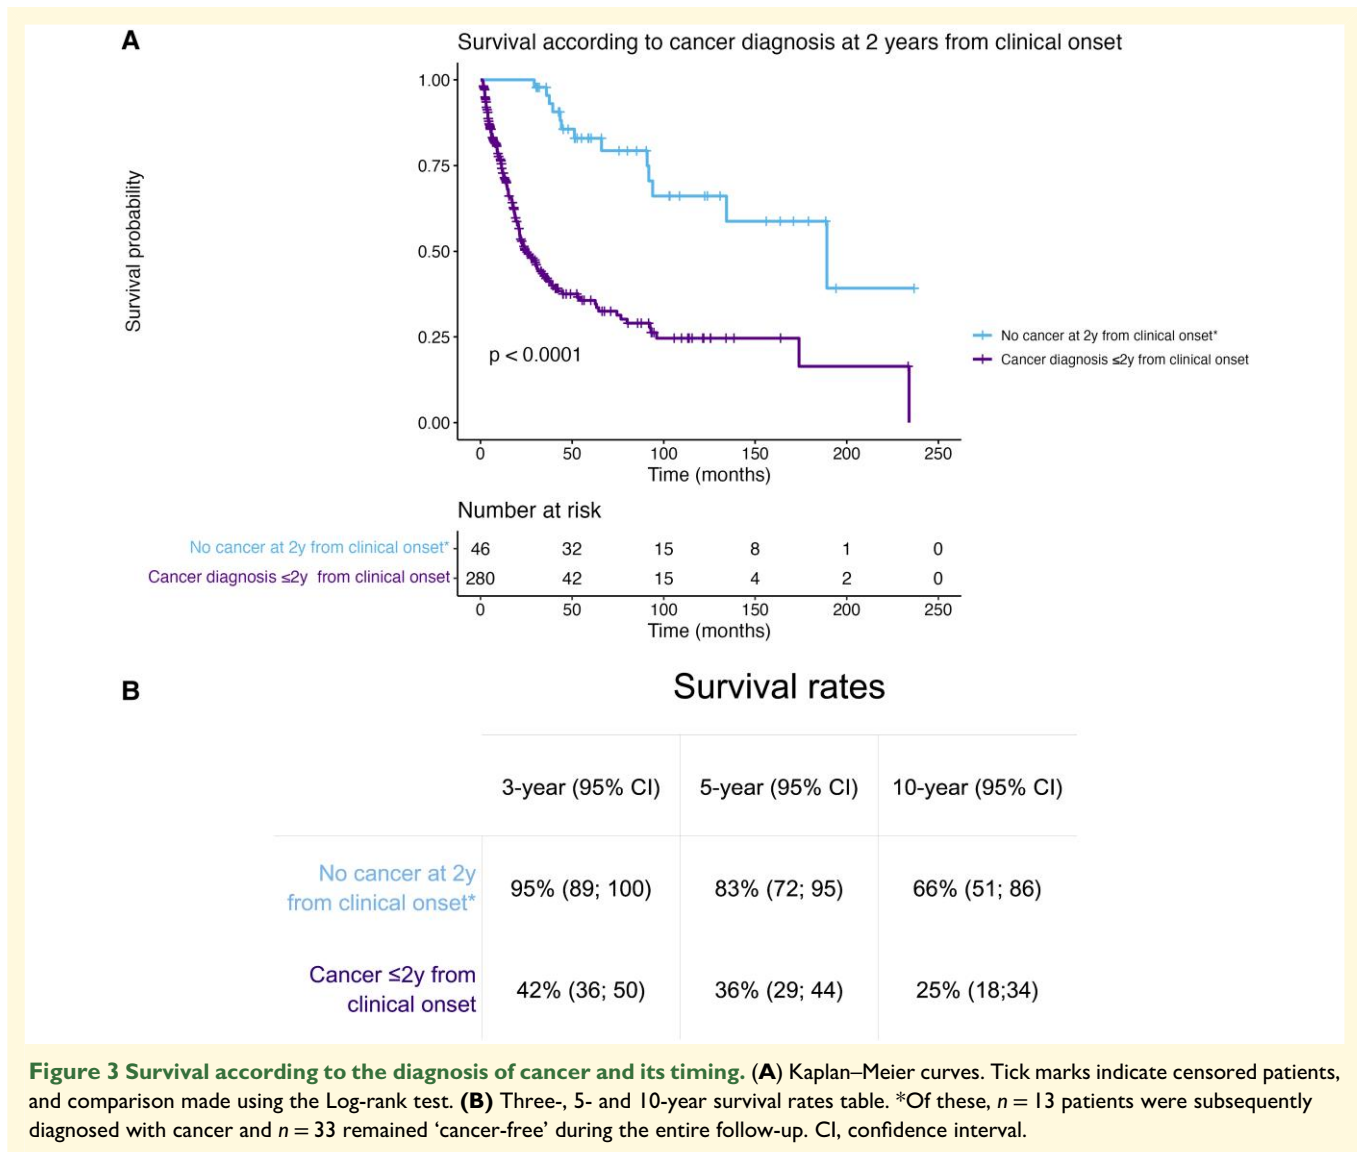 A
Survival according to cancer diagnosis at 2 years from clinical onset
Survival probability
1.00
0.75
0.50
0.25
0.00
p < 0.0001
No cancer at 2y from clinical onset*
Cancer diagnosis ≤2y from clinical onset
0 50 100 150 200 250
Time (months)
Number at risk
No cancer at 2y from clinical onset* 46 32 15 8 1 0
Cancer diagnosis ≤2y from clinical onset 280 42 15 4 2 0
0 50 100 150 200 250
Time (months)
B
Survival rates
3-year (95% CI) 5-year (95% CI) 10-year (95% CI)
No cancer at 2y
from clinical onset*
95% (89; 100) 83% (72; 95) 66% (51; 86)
Cancer ≤2y from
clinical onset
42% (36; 50) 36% (29; 44) 25% (18;34)
Figure 3 Survival according to the diagnosis of cancer and its timing. (A) Kaplan–Meier curves. Tick marks indicate censored patients,
and comparison made using the Log-rank test. (B) Three-, 5- and 10-year survival rates table. *Of these, n = 13 patients were subsequently
diagnosed with cancer and n = 33 remained ‘cancer-free’ during the entire follow-up. CI, confidence interval.